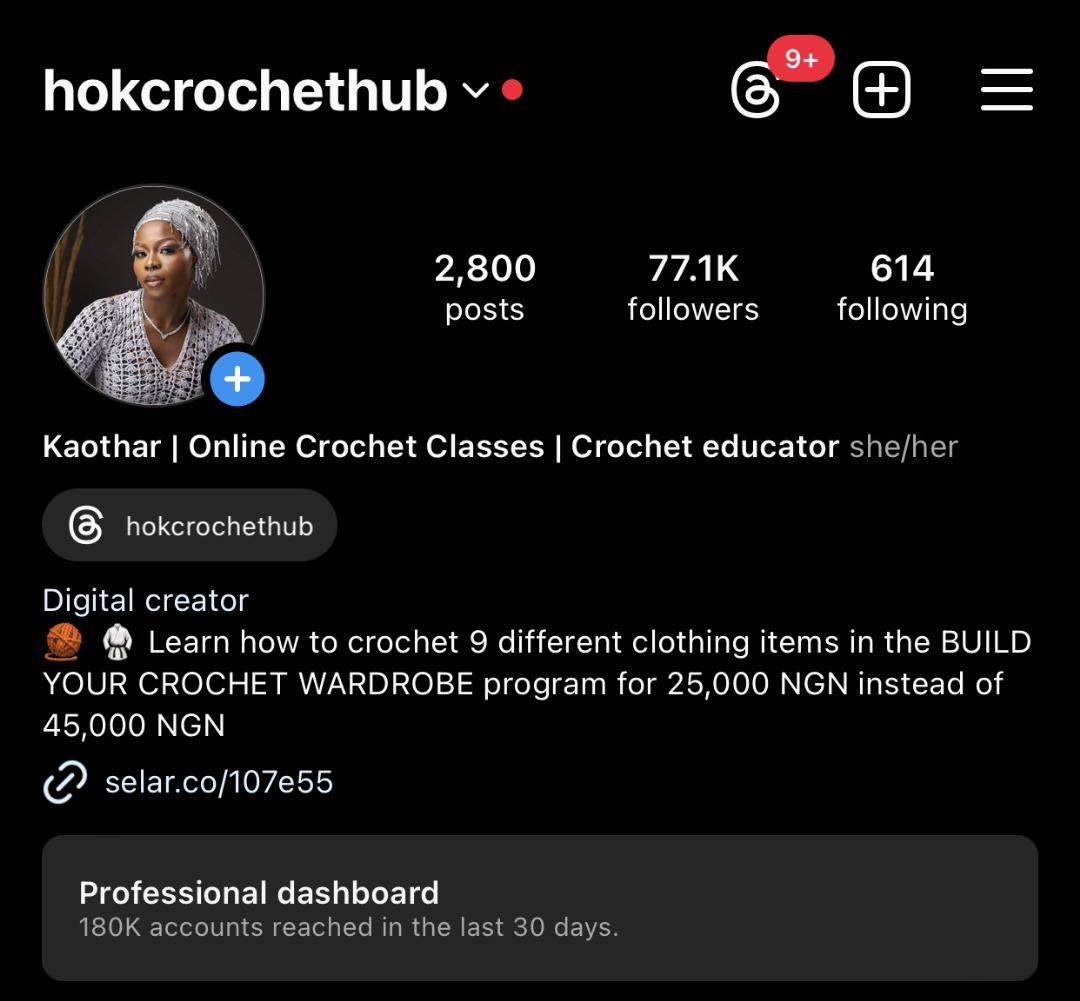 hokcrochethub
9+
2,800
posts
77.1K
followers
614
following
Kaothar | Online Crochet Classes | Crochet educator she/her
hokcrochethub
Digital creator
🧶 🥋 Learn how to crochet 9 different clothing items in the BUILD
YOUR CROCHET WARDROBE program for 25,000 NGN instead of
45,000 NGN
selar.co/107e55
Professional dashboard
180K accounts reached in the last 30 days.